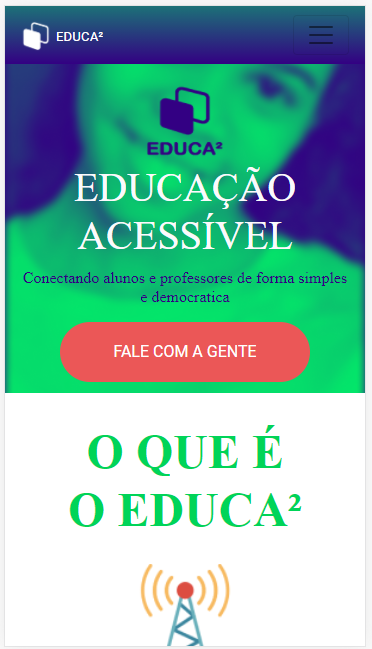 EDUCA²
EDUCA²
EDUCAÇÃO
ACESSÍVEL
Conectando alunos e professores de forma simples
e democratica
FALE COM A GENTE
O QUE É
O EDUCA²